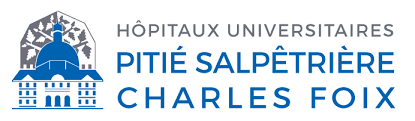 HÔPITAUX UNIVERSITAIRES
PITIÉ SALPÊTRIÈRE
CHARLES FOIX